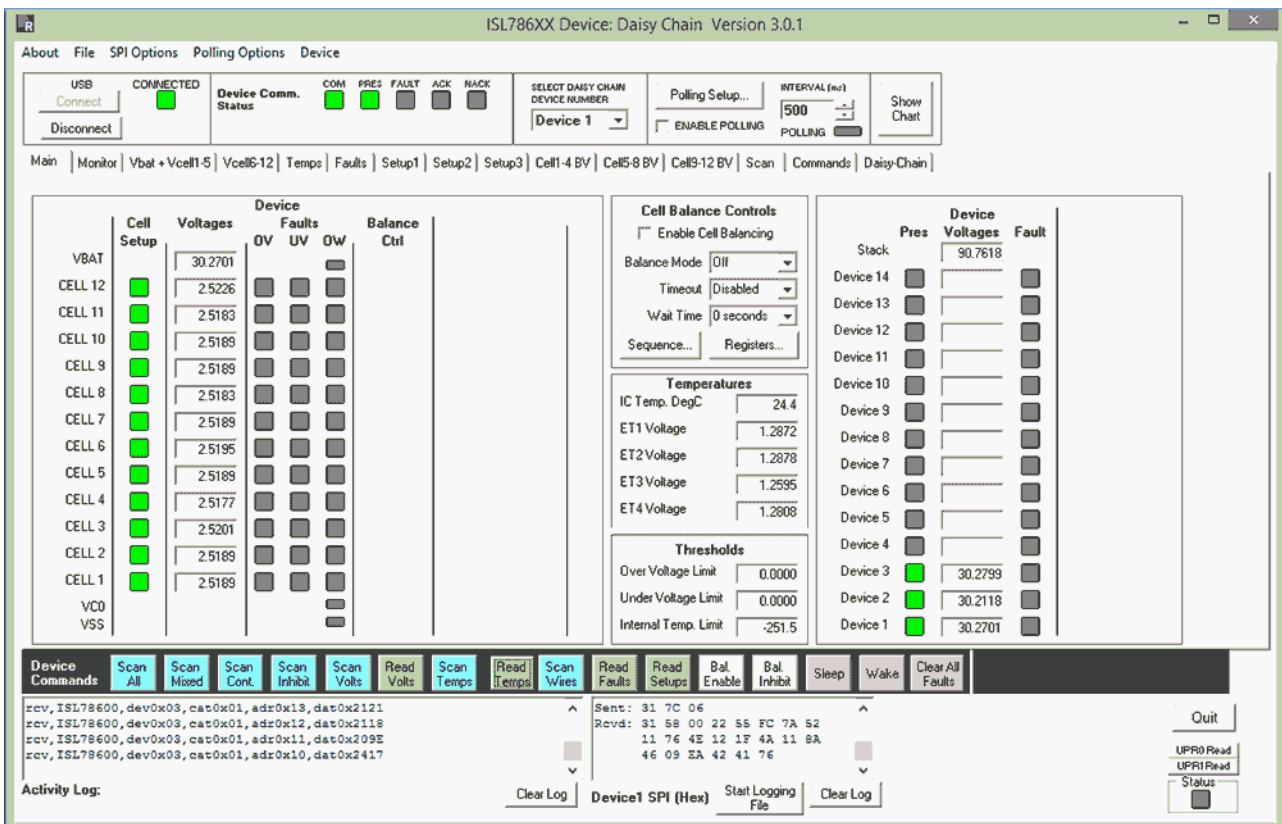 ISL786XX Device: Daisy Chain Version 3.0.1
About File SPI Options Polling Options Device
USB CONNECTED
Connect
Disconnect
Device Comm. Status
COM PRES FAULT ACK NACK
SELECT DAISY CHAIN DEVICE NUMBER
Device 1
Polling Setup...
ENABLE POLLING
INTERVAL (ms)
500
POLLING
Show Chart
Main Monitor Vbat + Vcell1-5 Vcell6-12 Temps Faults Setup1 Setup2 Setup3 Cell1-4 BV Cell5-8 BV Cell9-12 BV Scan Commands Daisy-Chain
Device
Cell Setup Voltages Faults Balance Ctrl
OV UV OW
VBAT 30.2701
CELL 12 2.5226
CELL 11 2.5183
CELL 10 2.5189
CELL 9 2.5189
CELL 8 2.5183
CELL 7 2.5189
CELL 6 2.5195
CELL 5 2.5189
CELL 4 2.5177
CELL 3 2.5201
CELL 2 2.5189
CELL 1 2.5189
VC0
VSS
Cell Balance Controls
Enable Cell Balancing
Balance Mode Off
Timeout Disabled
Wait Time 0 seconds
Sequence... Registers...
Temperatures
IC Temp. DegC 24.4
ET1 Voltage 1.2872
ET2 Voltage 1.2878
ET3 Voltage 1.2595
ET4 Voltage 1.2808
Thresholds
Over Voltage Limit 0.0000
Under Voltage Limit 0.0000
Internal Temp. Limit -251.5
Device
Pres Voltages Fault
Stack 90.7618
Device 14
Device 13
Device 12
Device 11
Device 10
Device 9
Device 8
Device 7
Device 6
Device 5
Device 4
Device 3 30.2799
Device 2 30.2118
Device 1 30.2701
Device Commands
Scan All
Scan Mixed
Scan Cont.
Scan Inhibit
Scan Volts
Read Volts
Scan Temps
Read Temps
Scan Wires
Read Faults
Read Setups
Bal. Enable
Bal. Inhibit
Sleep
Wake
Clear All Faults
rcv,ISL78600,dev0x03,cat0x01,adr0x13,dat0x2121
rcv,ISL78600,dev0x03,cat0x01,adr0x12,dat0x2118
rcv,ISL78600,dev0x03,cat0x01,adr0x11,dat0x209E
rcv,ISL78600,dev0x03,cat0x01,adr0x10,dat0x2417
Sent: 31 7C 06
Rcvd: 31 58 00 22 55 FC 7A 52
11 76 4E 12 1F 4A 11 8A
46 09 EA 42 41 76
Quit
UPR0 Read
UPR1 Read
Status
Activity Log:
Clear Log
Device1 SPI (Hex)
Start Logging File
Clear Log